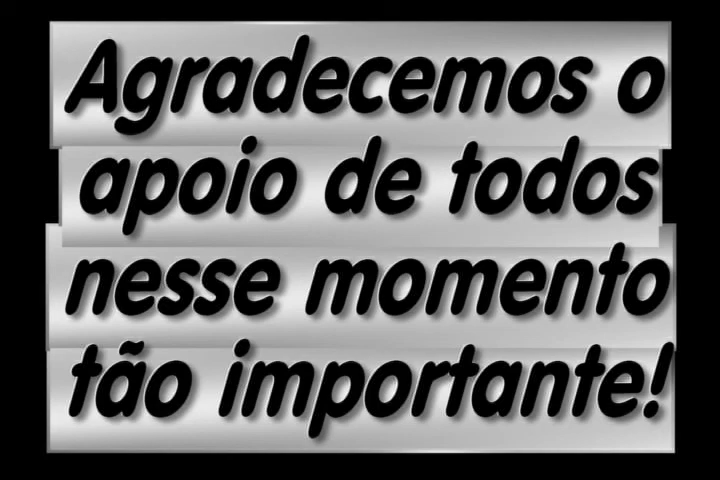 Agradecemos o
apoio de todos
nesse momento
tão importante!